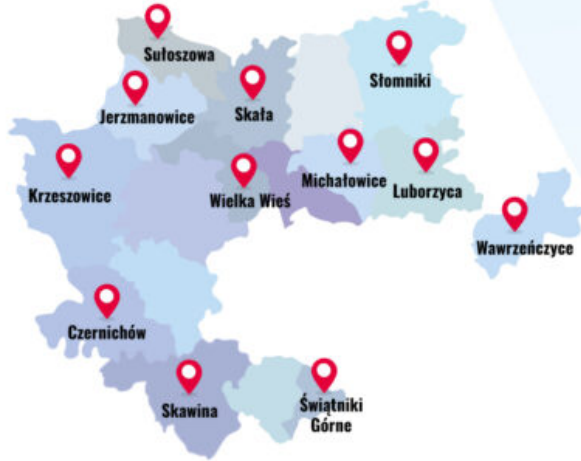 Sułoszowa
Słomniki
Jerzmanowice
Skała
Michałowice
Luborzyca
Krzeszowice
Wielka Wieś
Wawrzeńczyce
Czernichów
Skawina
Świątniki
Górne